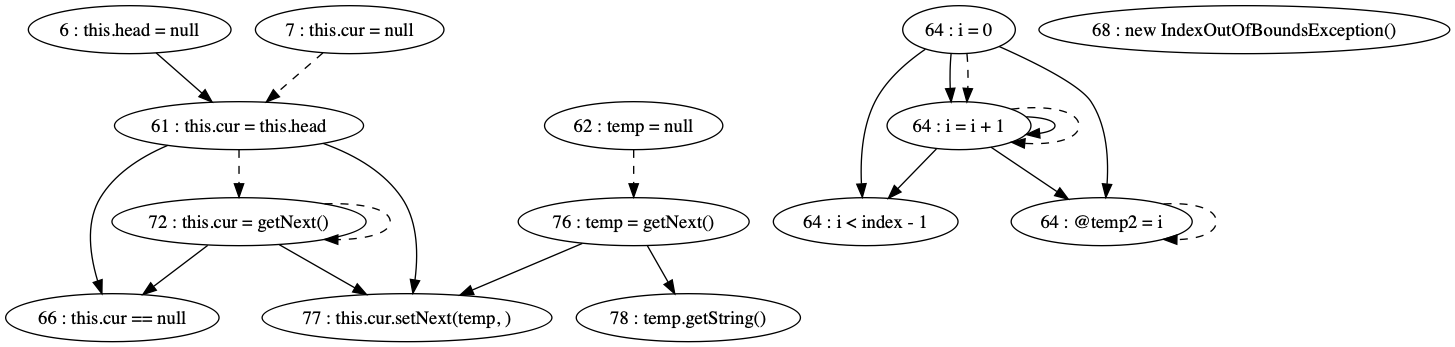 6 : this.head = null
7 : this.cur = null
64 : i = 0
68 : new IndexOutOfBoundsException()
61 : this.cur = this.head
62 : temp = null
64 : i = i + 1
72 : this.cur = getNext()
76 : temp = getNext()
64 : i < index - 1
64 : @temp2 = i
66 : this.cur == null
77 : this.cur.setNext(temp, )
78 : temp.getString()